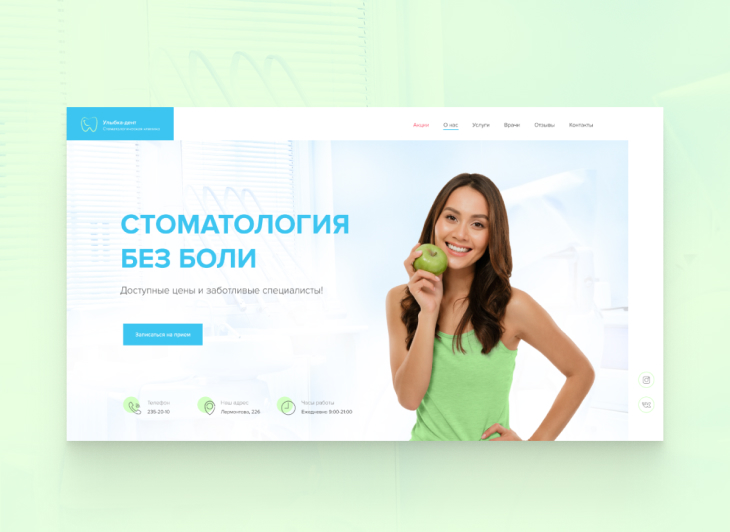 Улыбка дент
Стоматологическая клиника
Акции
О нас
Услуги
Врачи
Отзывы
Контакты
СТОМАТОЛОГИЯ
БЕЗ БОЛИ
Доступные цены и заботливые специалисты!
Записаться на прием
Телефон
235-20-10
Наш адрес
Лермонтова, 226
Часы работы
Ежедневно 9:00-21:00